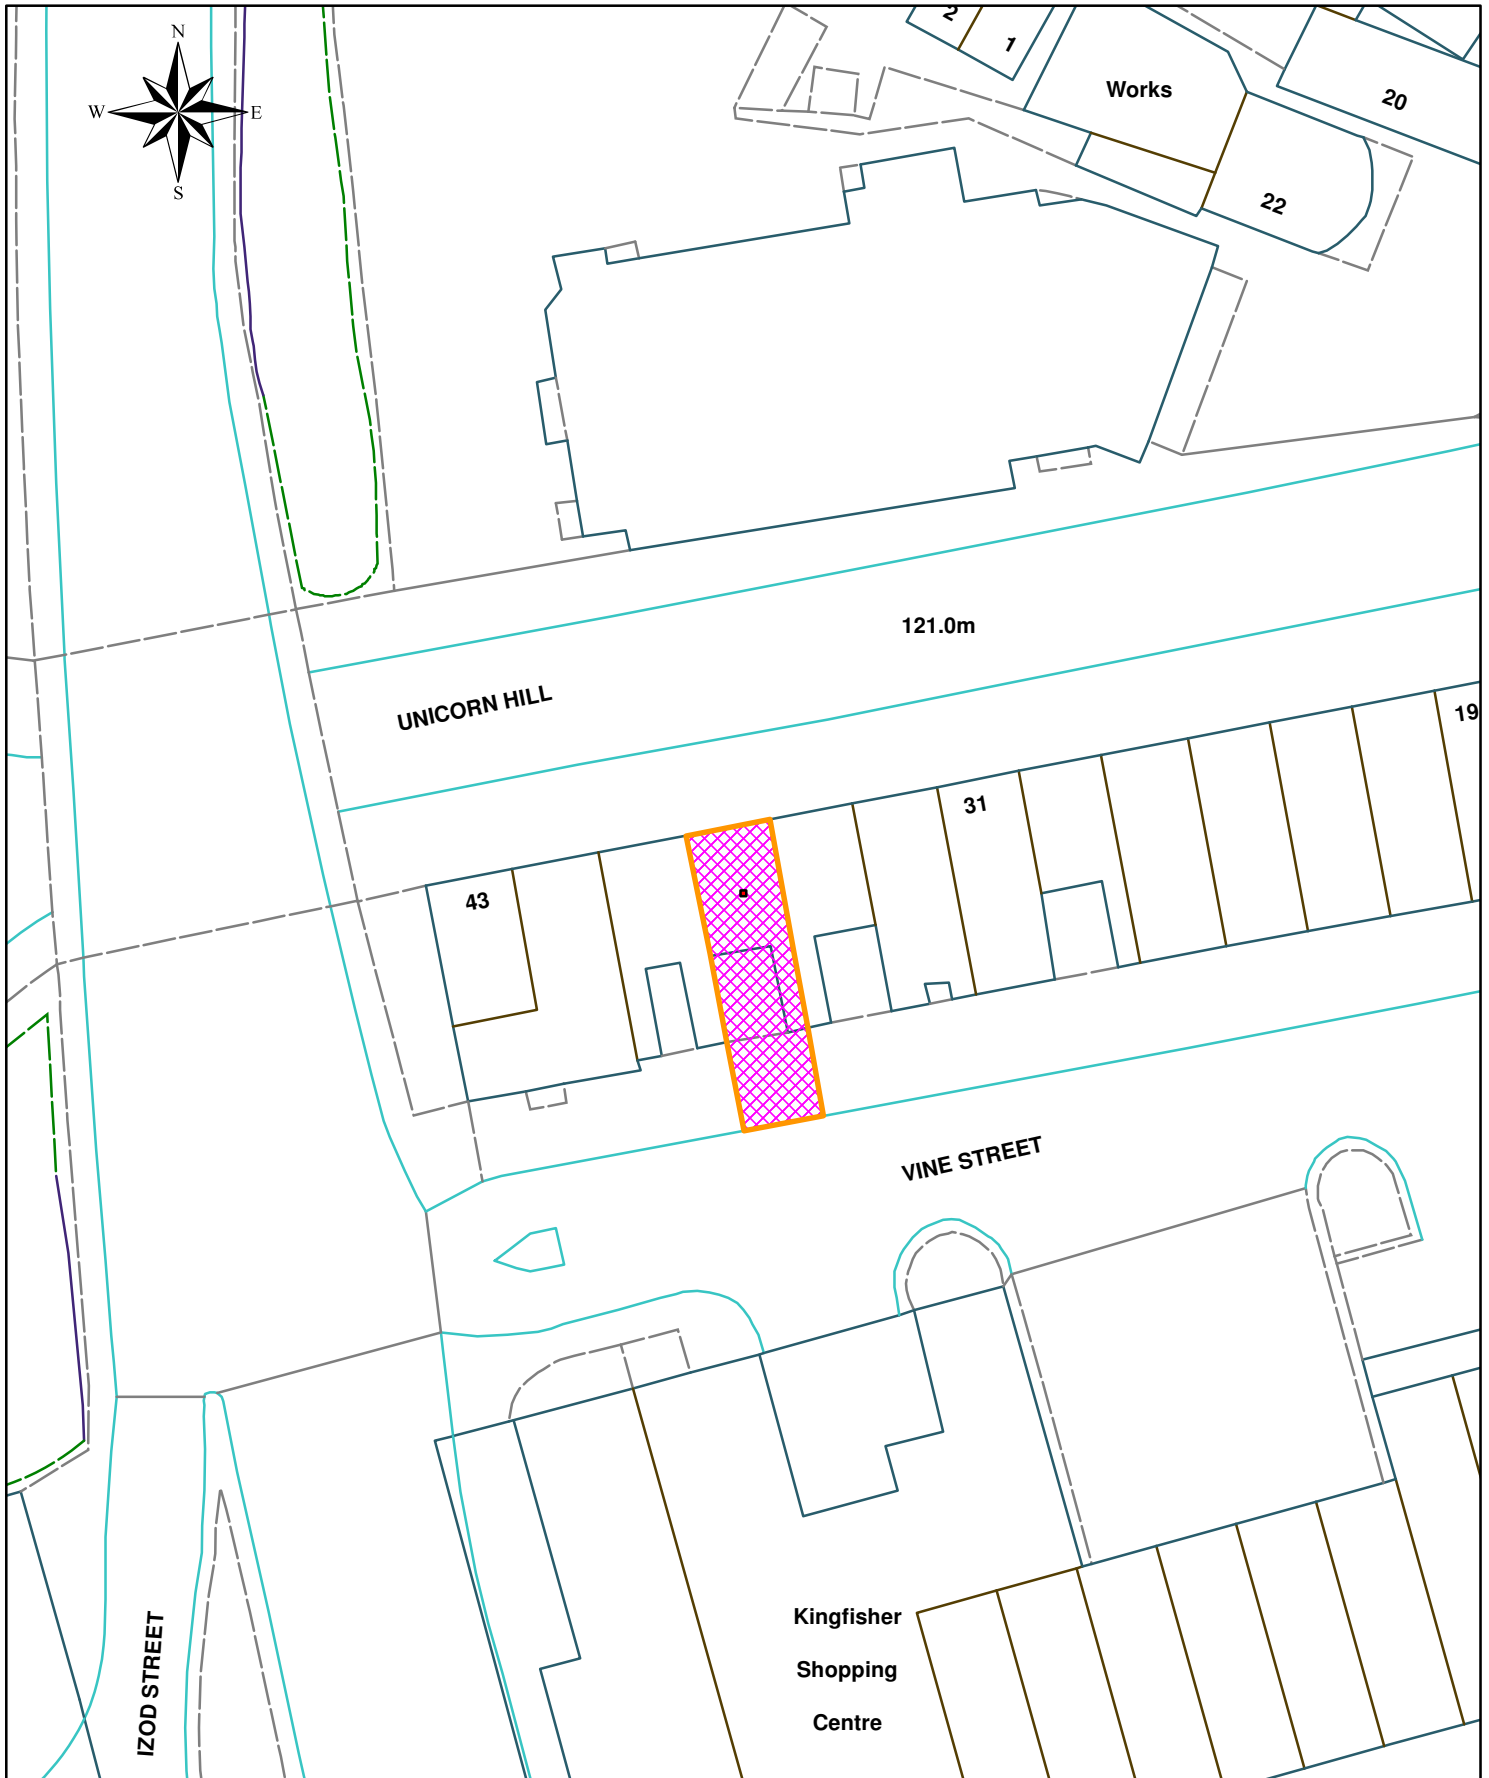 N
W E
S
2
1
Works
20
22
121.0m
UNICORN HILL
19
31
43
VINE STREET
Kingfisher
Shopping
Centre
IZOD STREET